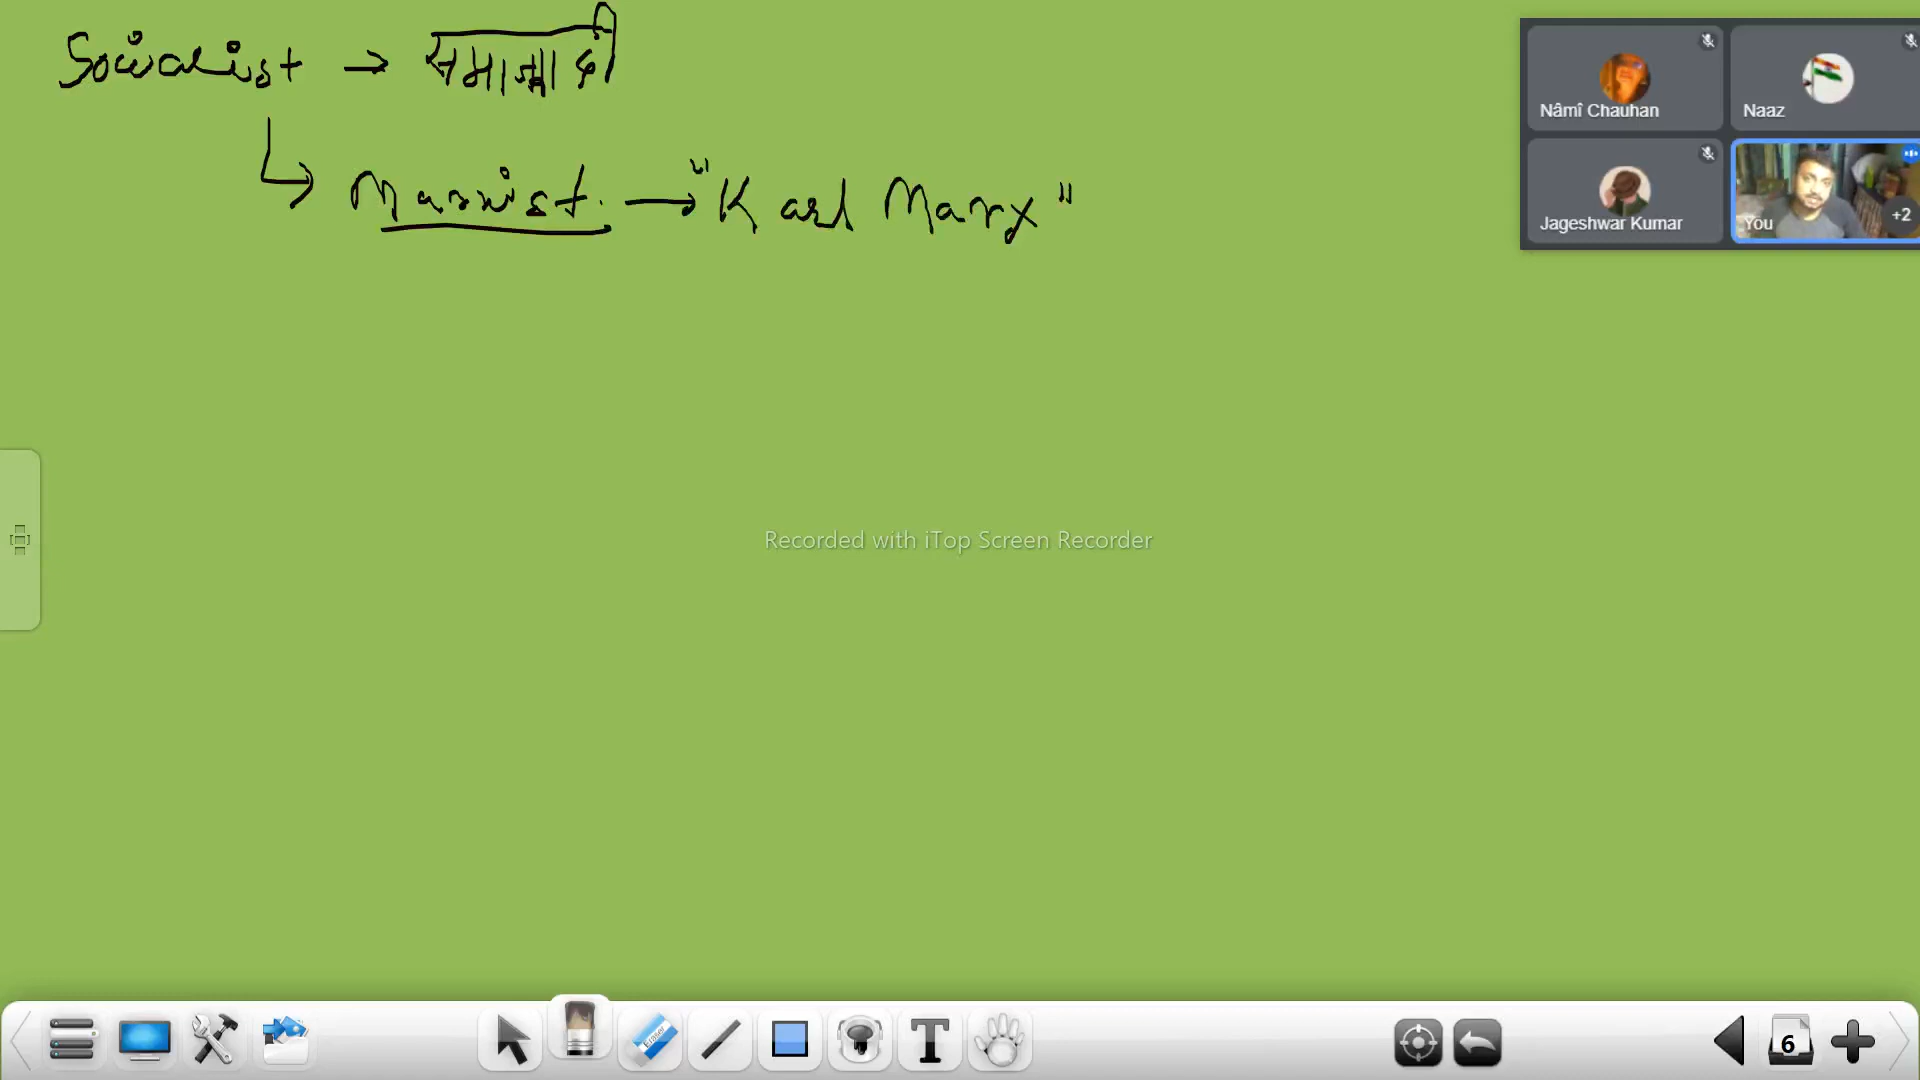 Socialist → समाजवादी
Nâmî Chauhan
Naaz
Marxist. → "Karl Marx"
Jageshwar Kumar
You
+2
Recorded with iTop Screen Recorder
Eraser
T
6